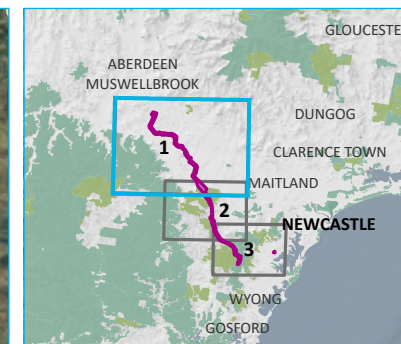 GLOUCESTE
ABERDEEN
MUSWELLBROOK
DUNGOG
1
CLARENCE TOWN
MAITLAND
2
NEWCASTLE
3
WYONG
GOSFORD